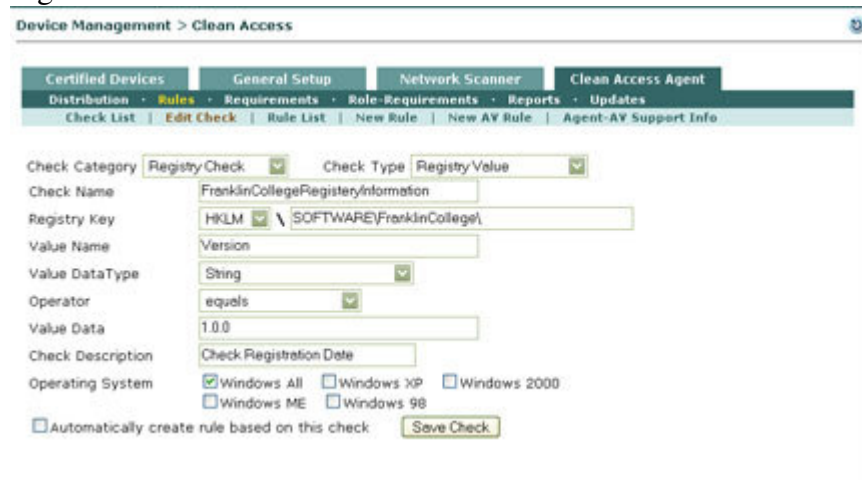 Device Management > Clean Access
Certified Devices General Setup Network Scanner Clean Access Agent
Distribution · Rules · Requirements · Role-Requirements · Reports · Updates
Check List | Edit Check | Rule List | New Rule | New AV Rule | Agent-AV Support Info
Check Category Registry Check Check Type Registry Value
Check Name FranklinCollegeRegisteryInformation
Registry Key HKLM \ SOFTWARE\FranklinCollege\
Value Name Version
Value DataType String
Operator equals
Value Data 1.0.0
Check Description Check Registration Date
Operating System Windows All Windows XP Windows 2000
Windows ME Windows 98
Automatically create rule based on this check Save Check